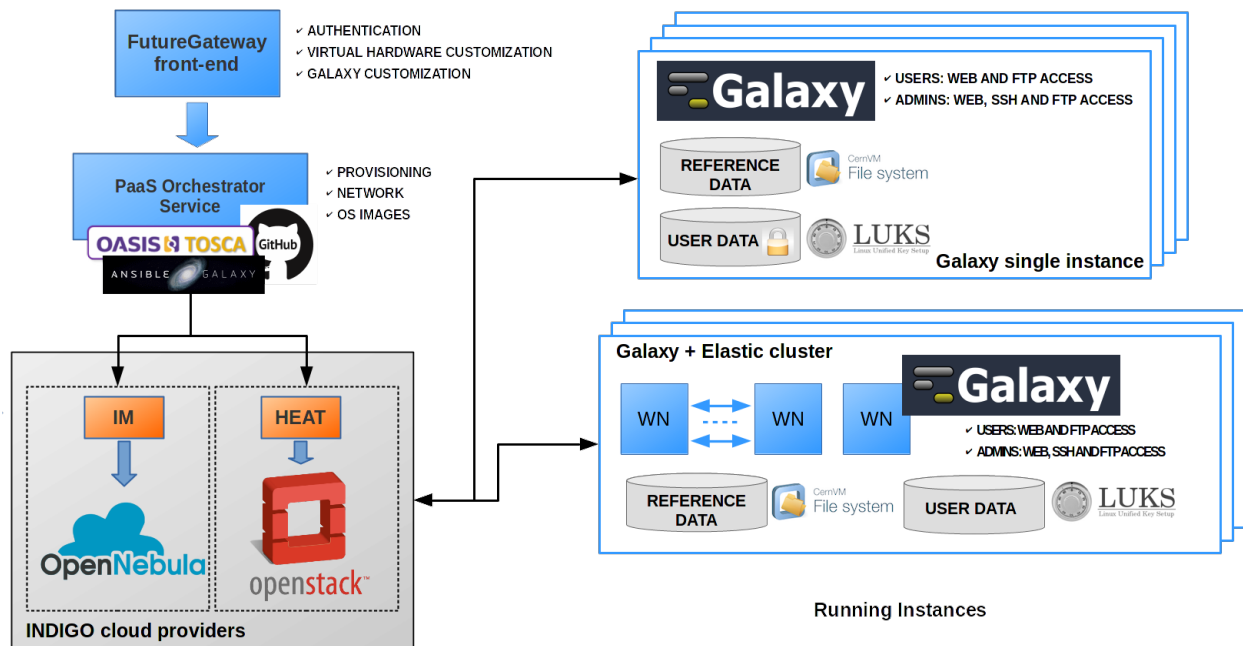 FutureGateway
front-end
✓ AUTHENTICATION
✓ VIRTUAL HARDWARE CUSTOMIZATION
✓ GALAXY CUSTOMIZATION
PaaS Orchestrator
Service
✓ PROVISIONING
✓ NETWORK
✓ OS IMAGES
OASIS TOSCA
GitHub
ANSIBLE GALAXY
IM
HEAT
OpenNebula
openstack™
INDIGO cloud providers
Galaxy
✓ USERS: WEB AND FTP ACCESS
✓ ADMINS: WEB, SSH AND FTP ACCESS
REFERENCE
DATA
CernVM
File system
USER DATA
LUKS
Linux Unified Key Setup
Galaxy single instance
Galaxy + Elastic cluster
Galaxy
WN
WN
WN
✓ USERS: WEB AND FTP ACCESS
✓ ADMINS: WEB, SSH AND FTP ACCESS
REFERENCE
DATA
CernVM
File system
USER DATA
LUKS
Linux Unified Key Setup
Running Instances